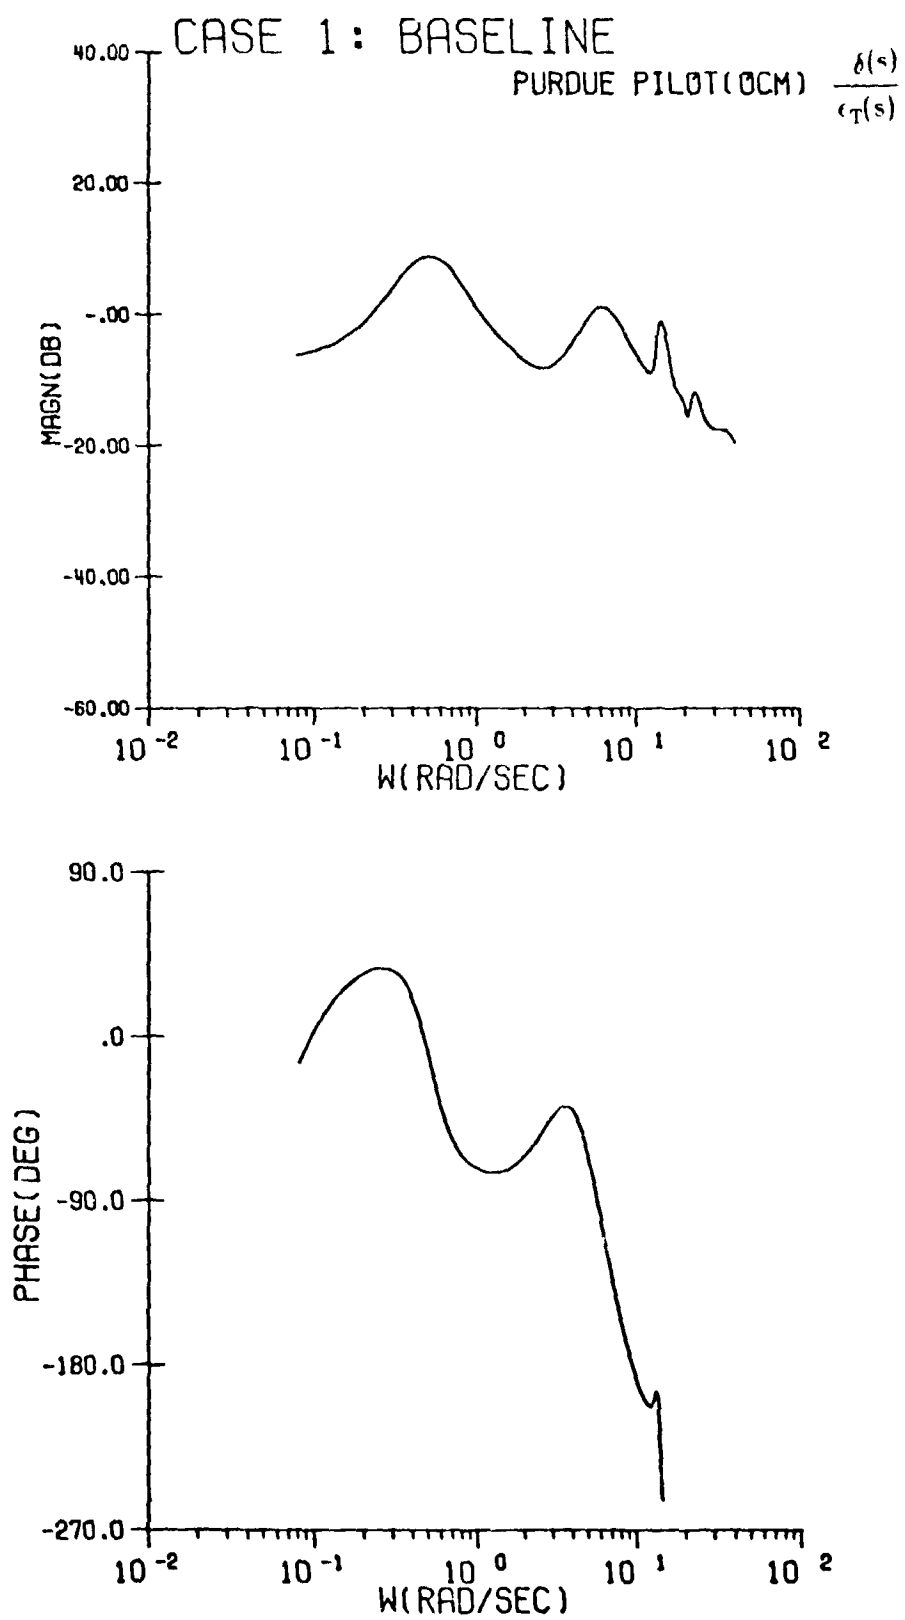 CASE 1: BASELINE
PURDUE PILOT(OCM)
δ(s)
ϵT(s)
40.00
20.00
-.00
-20.00
-40.00
-60.00
MAGN(DB)
10-2 10-1 10 0 10 1 10 2
W(RAD/SEC)
90.0
.0
-90.0
-180.0
-270.0
PHASE(DEG)
10-2 10-1 10 0 10 1 10 2
W(RAD/SEC)